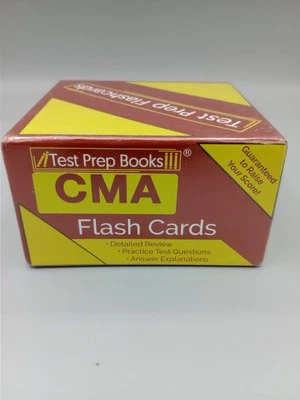 Test Prep Flashcards
Test Prep Books
®
CMA
Flash Cards
• Detailed Review
• Practice Test Questions
• Answer Explanations
Guaranteed
to Raise
Your Score!